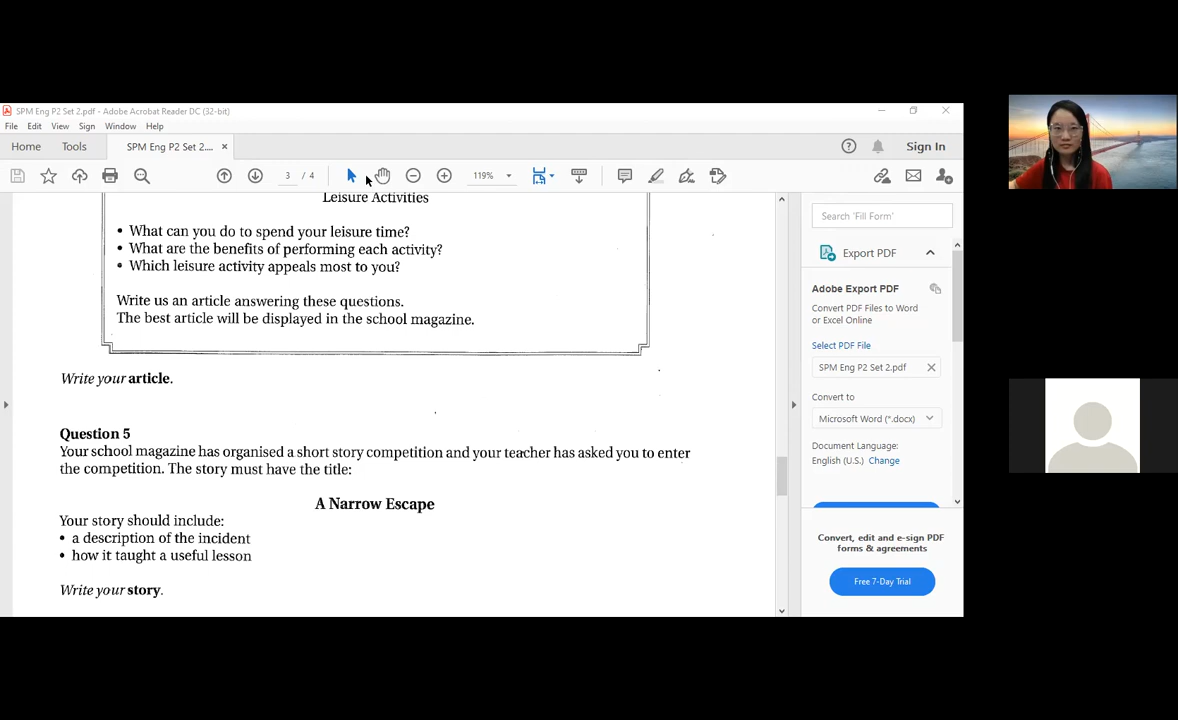 SPM Eng P2 Set 2.pdf - Adobe Acrobat Reader DC (32-bit)
File Edit View Sign Window Help
Home Tools SPM Eng P2 Set 2.... × Sign In
3 / 4 119%
Leisure Activities
• What can you do to spend your leisure time?
• What are the benefits of performing each activity?
• Which leisure activity appeals most to you?
Write us an article answering these questions.
The best article will be displayed in the school magazine.
Write your article.
Question 5
Your school magazine has organised a short story competition and your teacher has asked you to enter
the competition. The story must have the title:
A Narrow Escape
Your story should include:
• a description of the incident
• how it taught a useful lesson
Write your story.
Search 'Fill Form'
Export PDF
Adobe Export PDF
Convert PDF Files to Word
or Excel Online
Select PDF File
SPM Eng P2 Set 2.pdf
Convert to
Microsoft Word (*.docx)
Document Language:
English (U.S.) Change
Convert, edit and e-sign PDF
forms & agreements
Free 7-Day Trial